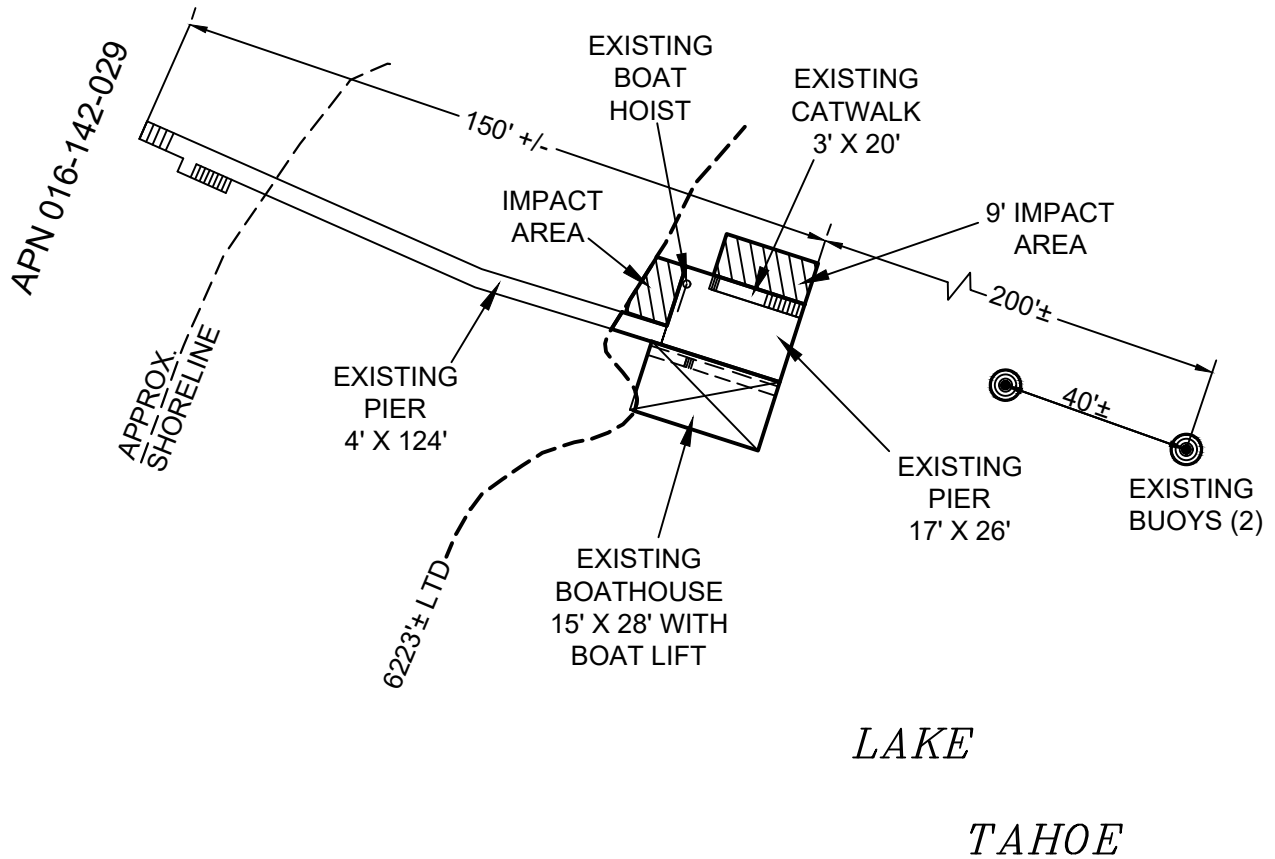 APN 016-142-029
EXISTING
BOAT
HOIST
EXISTING
CATWALK
3' X 20'
150' +/-
IMPACT
AREA
9' IMPACT
AREA
200'±
40'±
APPROX.
SHORELINE
EXISTING
PIER
4' X 124'
EXISTING
PIER
17' X 26'
EXISTING
BUOYS (2)
EXISTING
BOATHOUSE
15' X 28' WITH
BOAT LIFT
6223'± LTD
LAKE
TAHOE